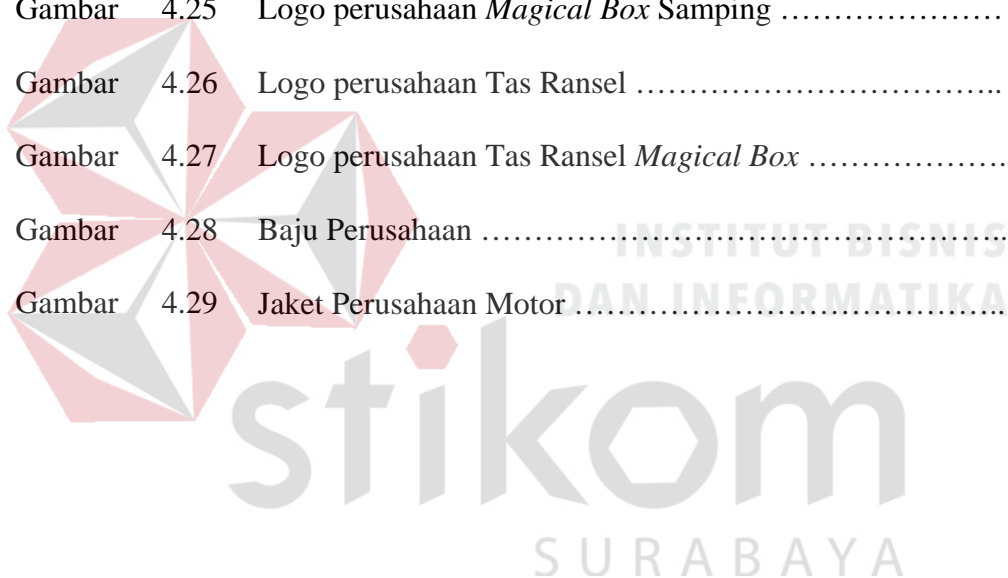 Gambar 4.25 Logo perusahaan Magical Box Samping …………………
Gambar 4.26 Logo perusahaan Tas Ransel ……………………………..
Gambar 4.27 Logo perusahaan Tas Ransel Magical Box ……………….
Gambar 4.28 Baju Perusahaan …………………………………………..
INSTITUT BISNIS
Gambar 4.29 Jaket Perusahaan Motor …………………………………..
DAN INFORMATIKA
stikom
SURABAYA